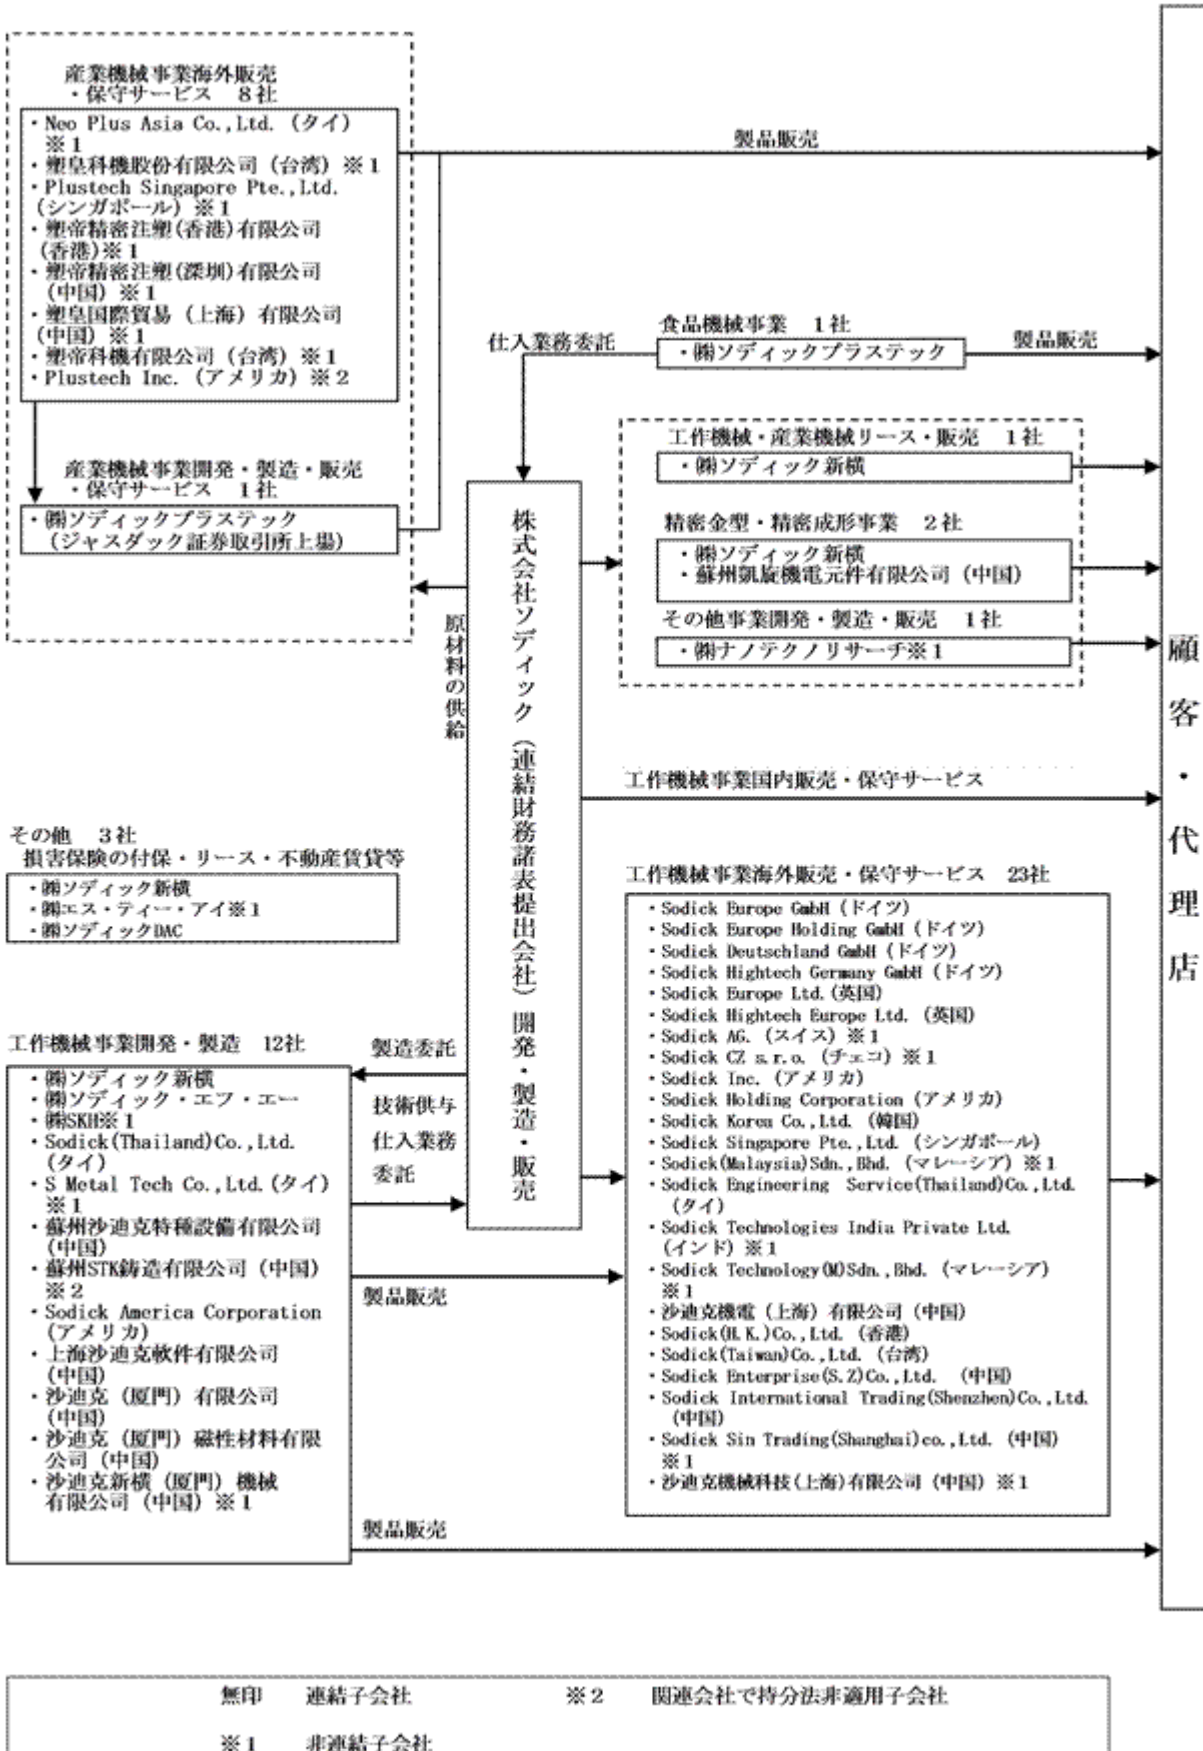 産業機械事業海外販売
・保守サービス 8社
・Neo Plus Asia Co.,Ltd. (タイ)
※1
・塑皇科機股份有限公司 (台湾) ※1
・Plustech Singapore Pte.,Ltd.
(シンガポール) ※1
・塑帝精密注塑(香港)有限公司
(香港)※1
・塑帝精密注塑(深圳)有限公司
(中国) ※1
・塑皇国際貿易 (上海) 有限公司
(中国) ※1
・塑帝科機有限公司 (台湾) ※1
・Plustech Inc. (アメリカ) ※2
製品販売
産業機械事業開発・製造・販売
・保守サービス 1社
・㈱ソディックプラステック
(ジャスダック証券取引所上場)
原材料の供給
食品機械事業 1社
・㈱ソディックプラステック
仕入業務委託
製品販売
工作機械・産業機械リース・販売 1社
・㈱ソディック新横
精密金型・精密成形事業 2社
・㈱ソディック新横
・蘇州凱旋機電元件有限公司 (中国)
その他事業開発・製造・販売 1社
・㈱ナノテクノリサーチ※1
株式会社ソディック (連結財務諸表提出会社) 開発・製造・販売
工作機械事業国内販売・保守サービス
顧客・代理店
その他 3社
損害保険の付保・リース・不動産賃貸等
・㈱ソディック新横
・㈱エス・ティー・アイ※1
・㈱ソディックDAC
工作機械事業開発・製造 12社
・㈱ソディック新横
・㈱ソディック・エフ・エー
・㈱SKH※1
・Sodick(Thailand)Co.,Ltd.
(タイ)
・S Metal Tech Co.,Ltd.(タイ)
※1
・蘇州沙迪克特種設備有限公司
(中国)
・蘇州STK鋳造有限公司 (中国)
※2
・Sodick America Corporation
(アメリカ)
・上海沙迪克軟件有限公司
(中国)
・沙迪克 (厦門) 有限公司
(中国)
・沙迪克 (厦門) 磁性材料有限
公司 (中国)
・沙迪克新横 (厦門) 機械
有限公司 (中国) ※1
製造委託
技術供与
仕入業務
委託
製品販売
製品販売
工作機械事業海外販売・保守サービス 23社
・Sodick Europe GmbH (ドイツ)
・Sodick Europe Holding GmbH (ドイツ)
・Sodick Deutschland GmbH (ドイツ)
・Sodick Hightech Germany GmbH (ドイツ)
・Sodick Europe Ltd.(英国)
・Sodick Hightech Europe Ltd. (英国)
・Sodick AG. (スイス) ※1
・Sodick CZ s.r.o. (チェコ) ※1
・Sodick Inc. (アメリカ)
・Sodick Holding Corporation (アメリカ)
・Sodick Korea Co.,Ltd. (韓国)
・Sodick Singapore Pte.,Ltd. (シンガポール)
・Sodick(Malaysia)Sdn.,Bhd. (マレーシア) ※1
・Sodick Engineering Service(Thailand)Co.,Ltd.
(タイ)
・Sodick Technologies India Private Ltd.
(インド) ※1
・Sodick Technology(M)Sdn.,Bhd. (マレーシア)
※1
・沙迪克機電 (上海) 有限公司 (中国)
・Sodick(H.K.)Co.,Ltd. (香港)
・Sodick(Taiwan)Co.,Ltd. (台湾)
・Sodick Enterprise(S.Z)Co.,Ltd. (中国)
・Sodick International Trading(Shenzhen)Co.,Ltd.
(中国)
・Sodick Sin Trading(Shanghai)co.,Ltd. (中国)
※1
・沙迪克機械科技(上海)有限公司 (中国) ※1
無印 連結子会社 ※2 関連会社で持分法非適用子会社
※1 非連結子会社